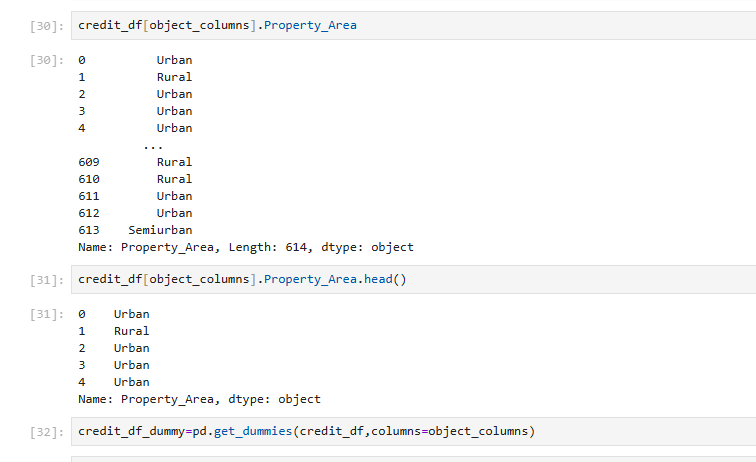 [30]: credit_df[object_columns].Property_Area
[30]: 0 Urban
1 Rural
2 Urban
3 Urban
4 Urban
...
609 Rural
610 Rural
611 Urban
612 Urban
613 Semiurban
Name: Property_Area, Length: 614, dtype: object
[31]: credit_df[object_columns].Property_Area.head()
[31]: 0 Urban
1 Rural
2 Urban
3 Urban
4 Urban
Name: Property_Area, dtype: object
[32]: credit_df_dummy=pd.get_dummies(credit_df,columns=object_columns)